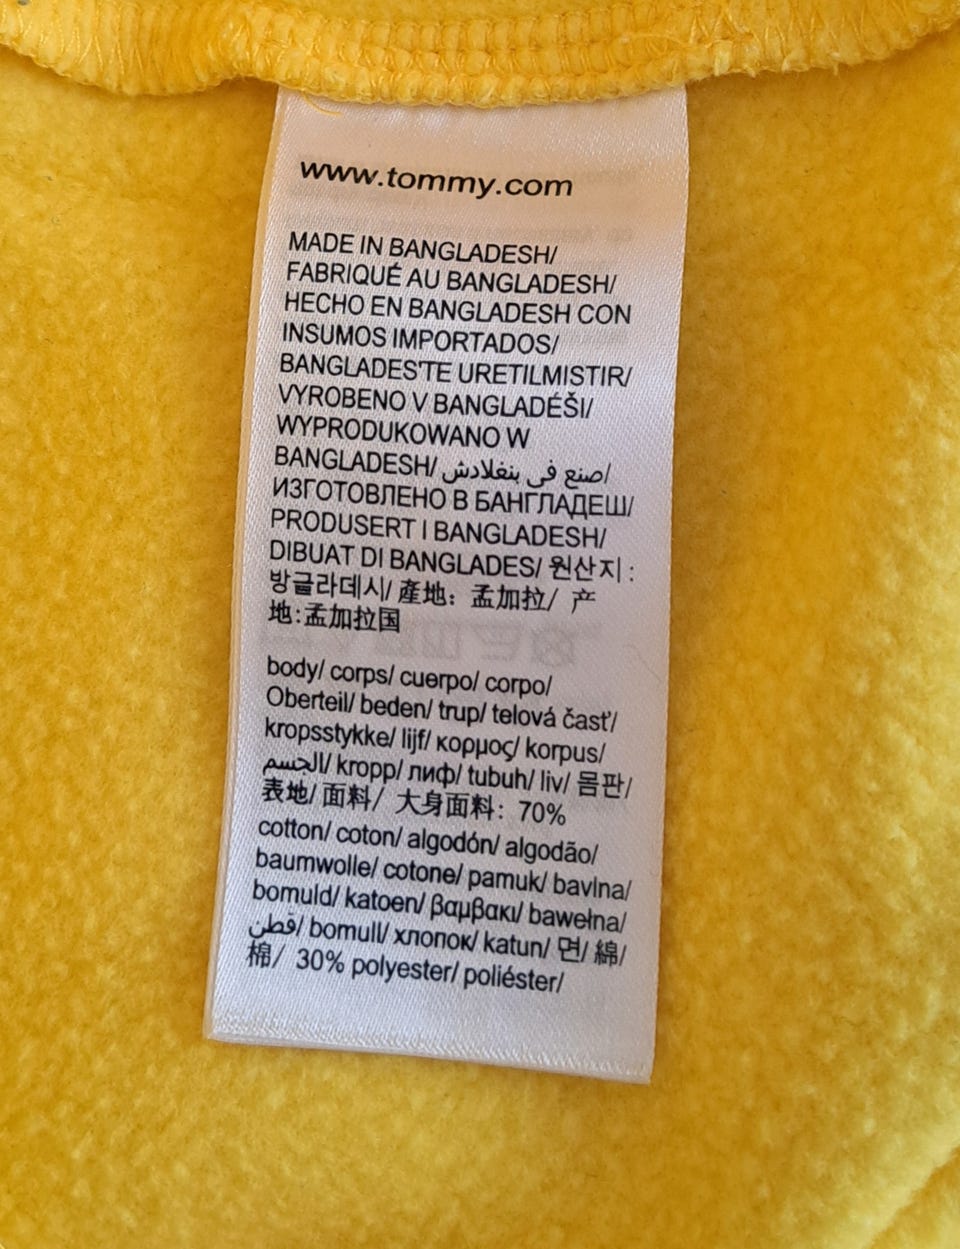 www.tommy.com
MADE IN BANGLADESH/
FABRIQUÉ AU BANGLADESH/
HECHO EN BANGLADESH CON
INSUMOS IMPORTADOS/
BANGLADES'TE URETILMISTIR/
VYROBENO V BANGLADÉŠI/
WYPRODUKOWANO W
BANGLADESH/ صنع في بنغلادش/
ИЗГОТОВЛЕНО В БАНГЛАДЕШ/
PRODUSERT I BANGLADESH/
DIBUAT DI BANGLADES/ 원산지 :
방글라데시/ 產地：孟加拉/ 产
地:孟加拉国
body/ corps/ cuerpo/ corpo/
Oberteil/ beden/ trup/ telová časť/
kropsstykke/ lijf/ κορμος/ korpus/
الجسم/ kropp/ лиф/ tubuh/ liv/ 몸판/
表地/ 面料/ 大身面料：70%
cotton/ coton/ algodón/ algodão/
baumwolle/ cotone/ pamuk/ bavlna/
bomuld/ katoen/ βαμβακι/ bawełna/
قطن/ bomull/ хлопок/ katun/ 면/ 綿/
棉/ 30% polyester/ poliéster/